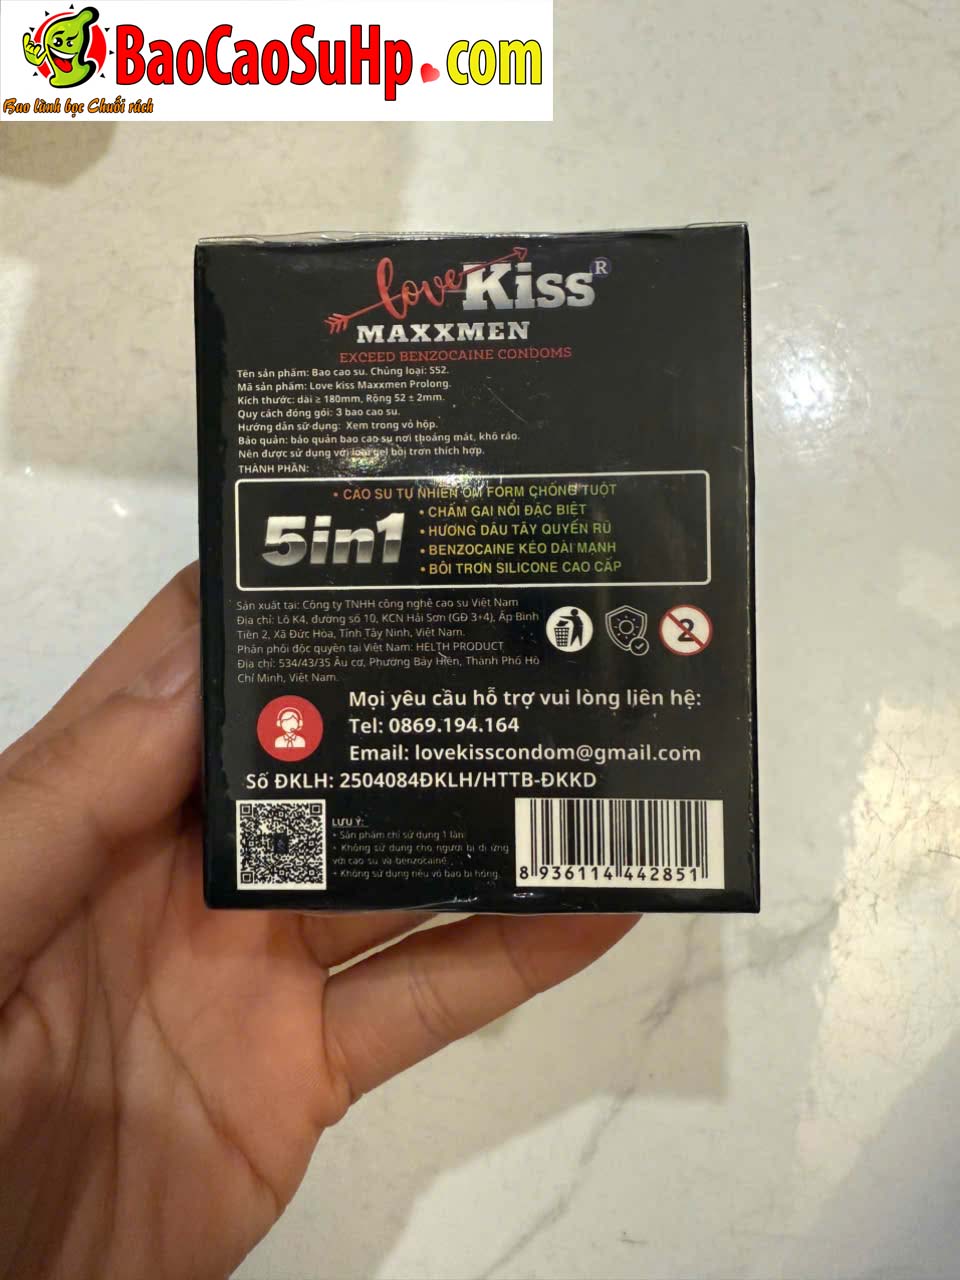 BaoCaoSuHp.com
Bao lành bọc Chuối rách
love Kiss R
MAXXMEN
EXCEED BENZOCAINE CONDOMS
Tên sản phẩm: Bao cao su. Chủng loại: S52.
Mã sản phẩm: Love kiss Maxxmen Prolong.
Kích thước: dài ≥ 180mm, Rộng 52 ± 2mm.
Quy cách đóng gói: 3 bao cao su.
Hướng dẫn sử dụng: Xem trong vỏ hộp.
Bảo quản: bảo quản bao cao su nơi thoáng mát, khô ráo.
Nên được sử dụng với loại gel bôi trơn thích hợp.
THÀNH PHẦN:
5in1
• CAO SU TỰ NHIÊN ÔM FORM CHỐNG TUỘT
• CHẤM GAI NỔI ĐẶC BIỆT
• HƯƠNG DÂU TÂY QUYẾN RŨ
• BENZOCAINE KÉO DÀI MẠNH
• BÔI TRƠN SILICONE CAO CẤP
Sản xuất tại: Công ty TNHH công nghệ cao su Việt Nam
Địa chỉ: Lô K4, đường số 10, KCN Hải Sơn (GĐ 3+4), Ấp Bình
Tiền 2, Xã Đức Hòa, Tỉnh Tây Ninh, Việt Nam.
Phân phối độc quyền tại Việt Nam: HELTH PRODUCT
Địa chỉ: 534/43/35 Âu cơ, Phường Bảy Hiền, Thành Phố Hồ
Chí Minh, Việt Nam.
2
Mọi yêu cầu hỗ trợ vui lòng liên hệ:
Tel: 0869.194.164
Email: lovekisscondom@gmail.com
Số ĐKLH: 2504084ĐKLH/HTTB-ĐKKD
LƯU Ý:
• Sản phẩm chỉ sử dụng 1 lần.
• Không sử dụng cho người bị dị ứng
với cao su và benzocaine.
• Không sử dụng nếu vỏ bao bị hỏng.
8 936114 442851